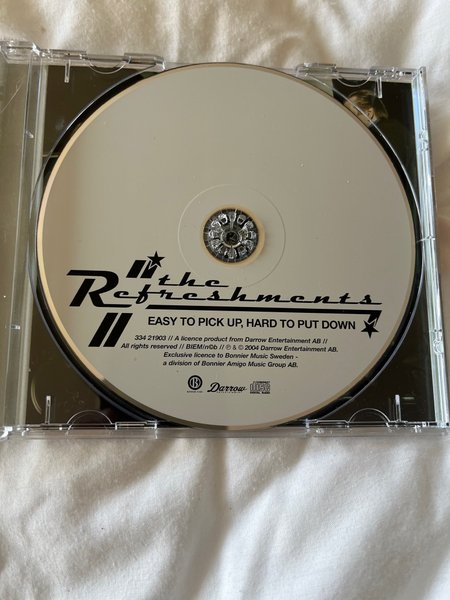 the
Refreshments
EASY TO PICK UP, HARD TO PUT DOWN
334 21903 // A licence product from Darrow Entertainment AB //
All rights reserved // BIEM/n©b // ℗ & © 2004 Darrow Entertainment AB.
Exclusive licence to Bonnier Music Sweden -
a division of Bonnier Amigo Music Group AB.
Darrow